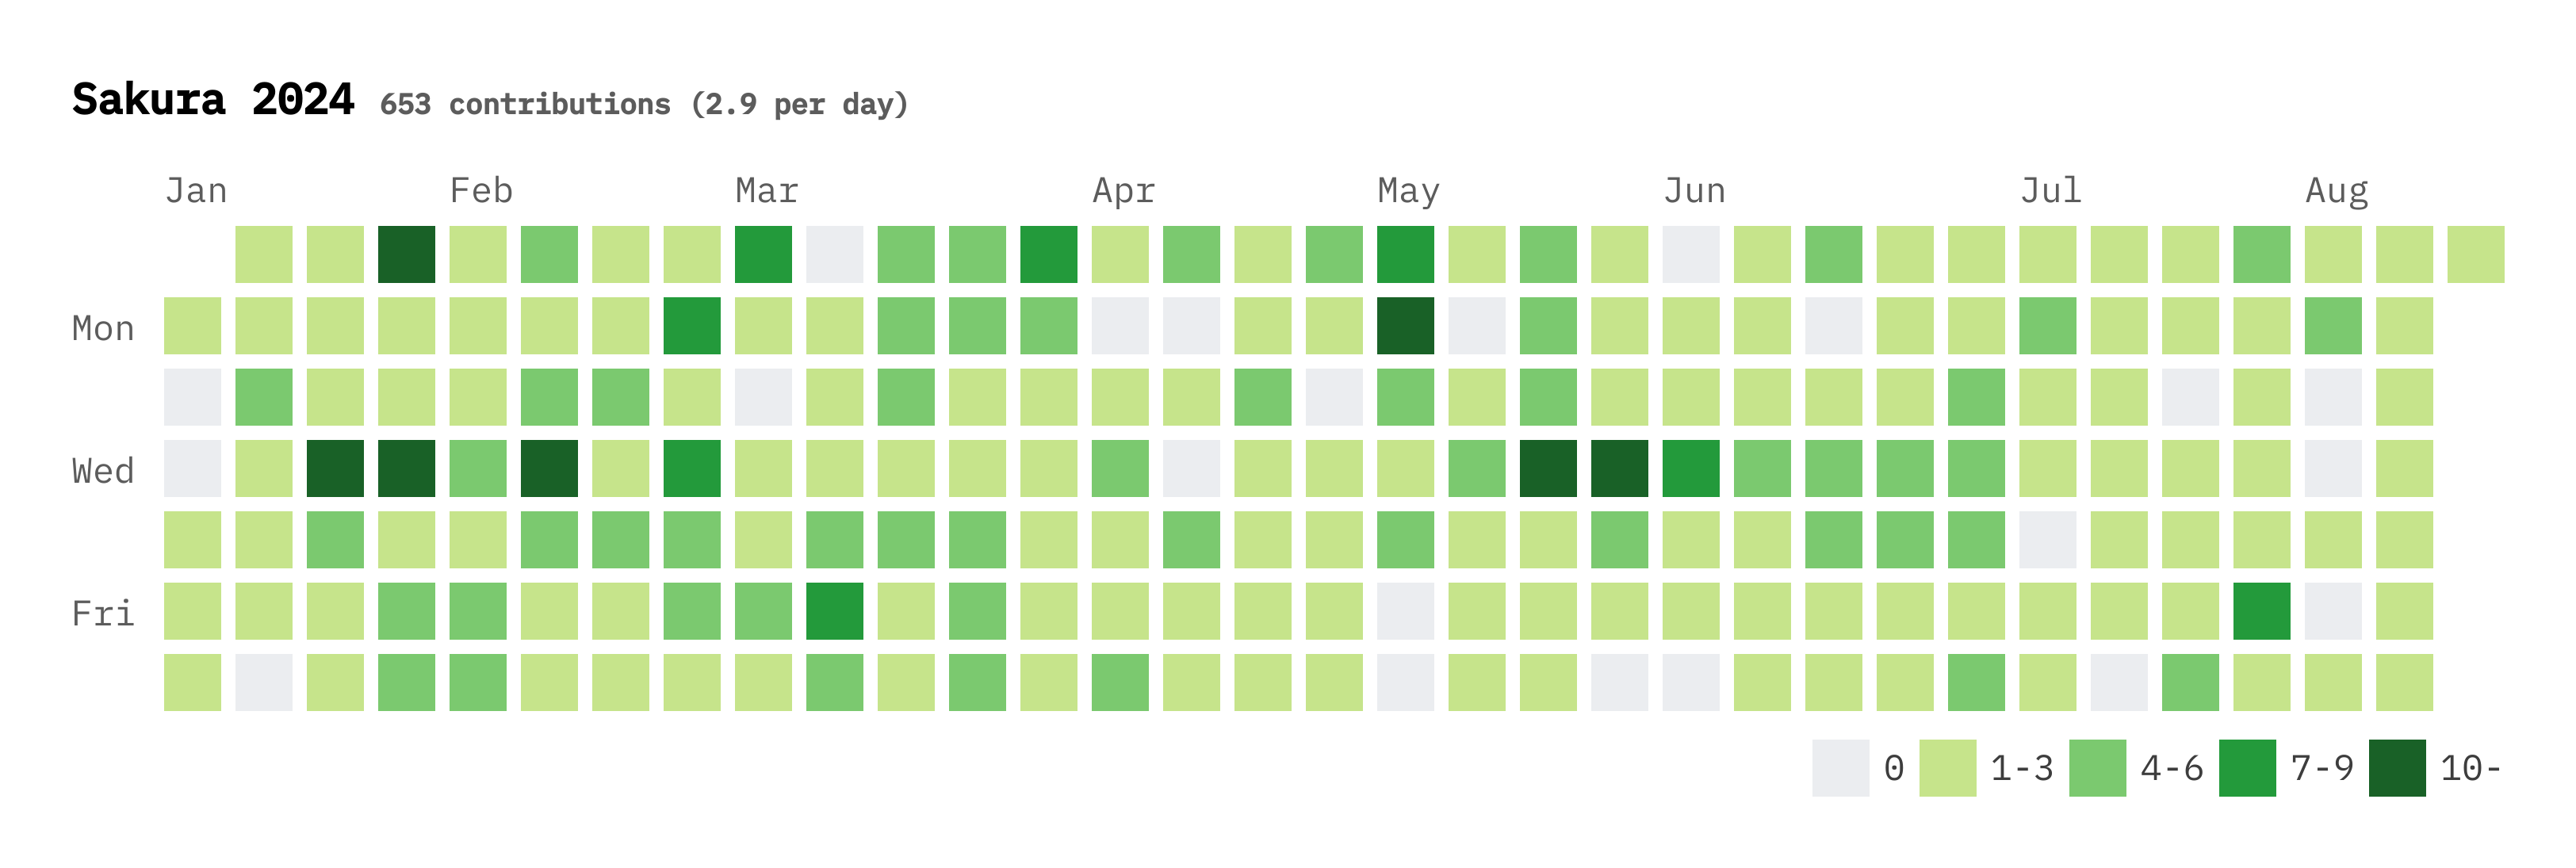 Sakura 2024 653 contributions (2.9 per day)
Jan Feb Mar Apr May Jun Jul Aug
Mon
Wed
Fri
0 1-3 4-6 7-9 10-